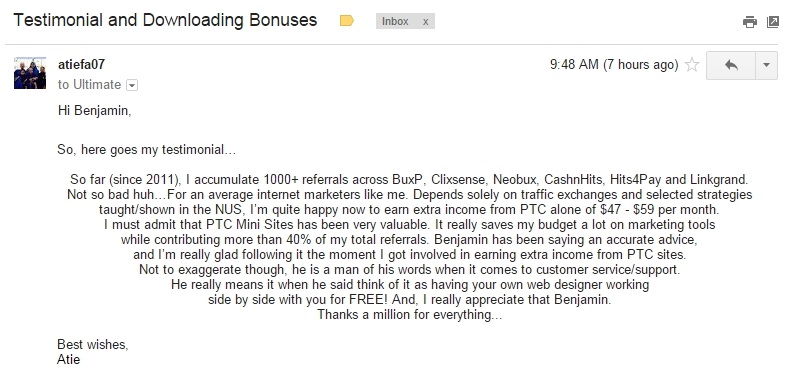 Testimonial and Downloading Bonuses
Inbox x
atiefa07
9:48 AM (7 hours ago)
to Ultimate
Hi Benjamin,
So, here goes my testimonial...
So far (since 2011), I accumulate 1000+ referrals across BuxP, Clixsense, Neobux, CashnHits, Hits4Pay and Linkgrand.
Not so bad huh…For an average internet marketers like me. Depends solely on traffic exchanges and selected strategies
taught/shown in the NUS, I'm quite happy now to earn extra income from PTC alone of $47 - $59 per month.
I must admit that PTC Mini Sites has been very valuable. It really saves my budget a lot on marketing tools
while contributing more than 40% of my total referrals. Benjamin has been saying an accurate advice,
and I'm really glad following it the moment I got involved in earning extra income from PTC sites.
Not to exaggerate though, he is a man of his words when it comes to customer service/support.
He really means it when he said think of it as having your own web designer working
side by side with you for FREE! And, I really appreciate that Benjamin.
Thanks a million for everything...
Best wishes,
Atie